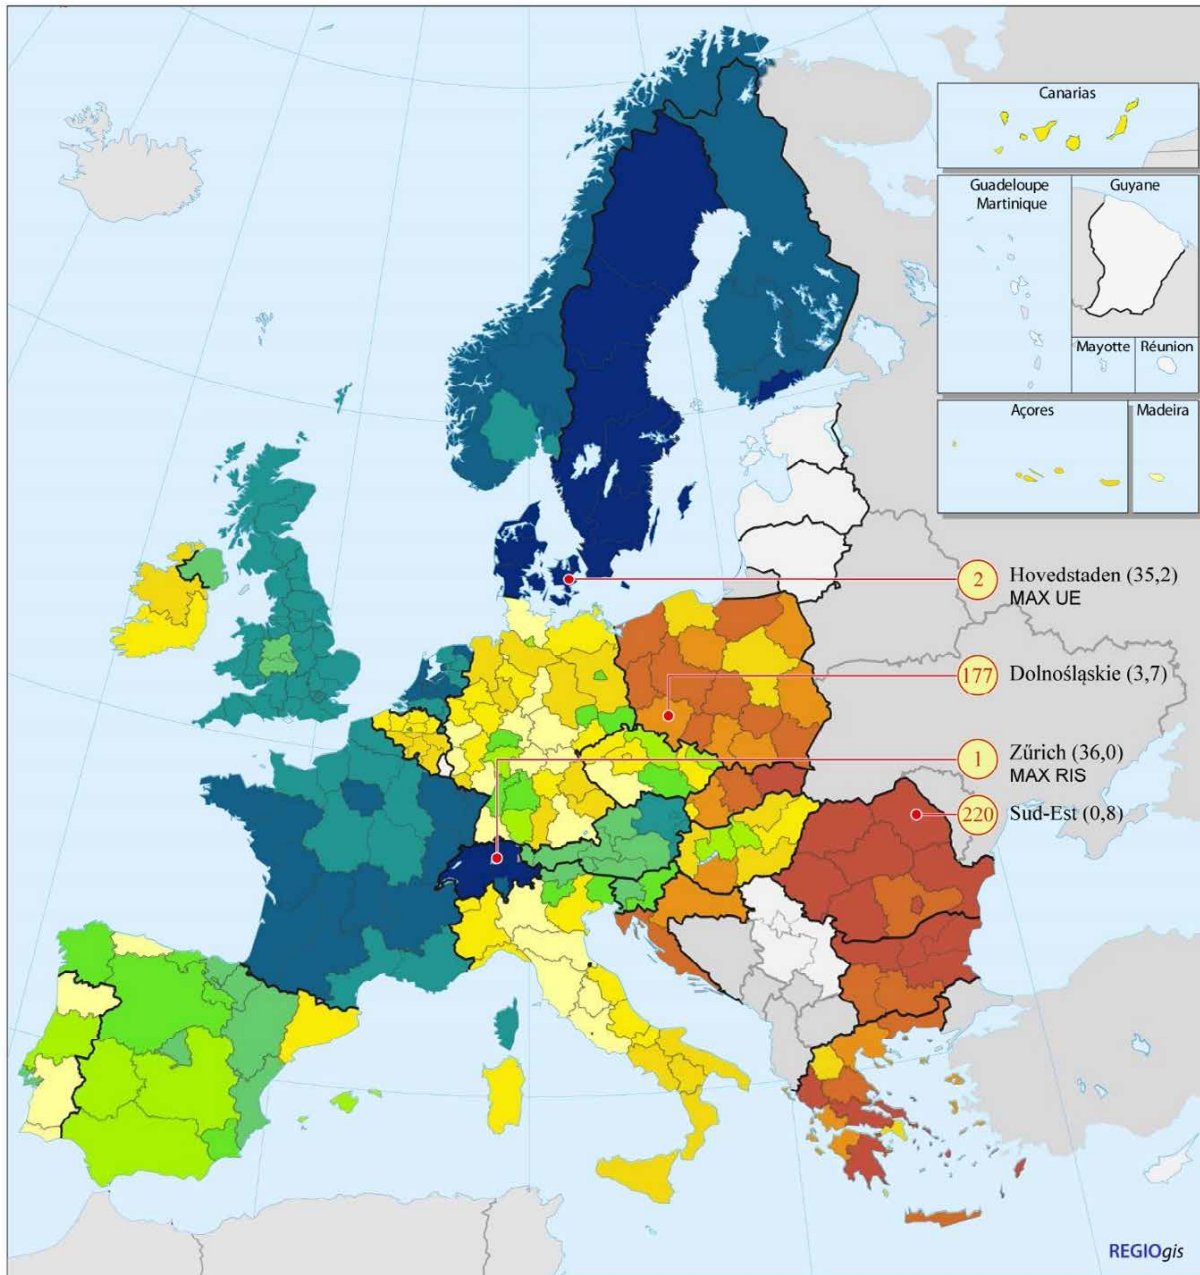 Canarias
Guadeloupe
Martinique
Guyane
Mayotte
Réunion
Açores
Madeira
2 Hovedstaden (35,2)
MAX UE
177 Dolnośląskie (3,7)
1 Zűrich (36,0)
MAX RIS
220 Sud-Est (0,8)
REGIOgis